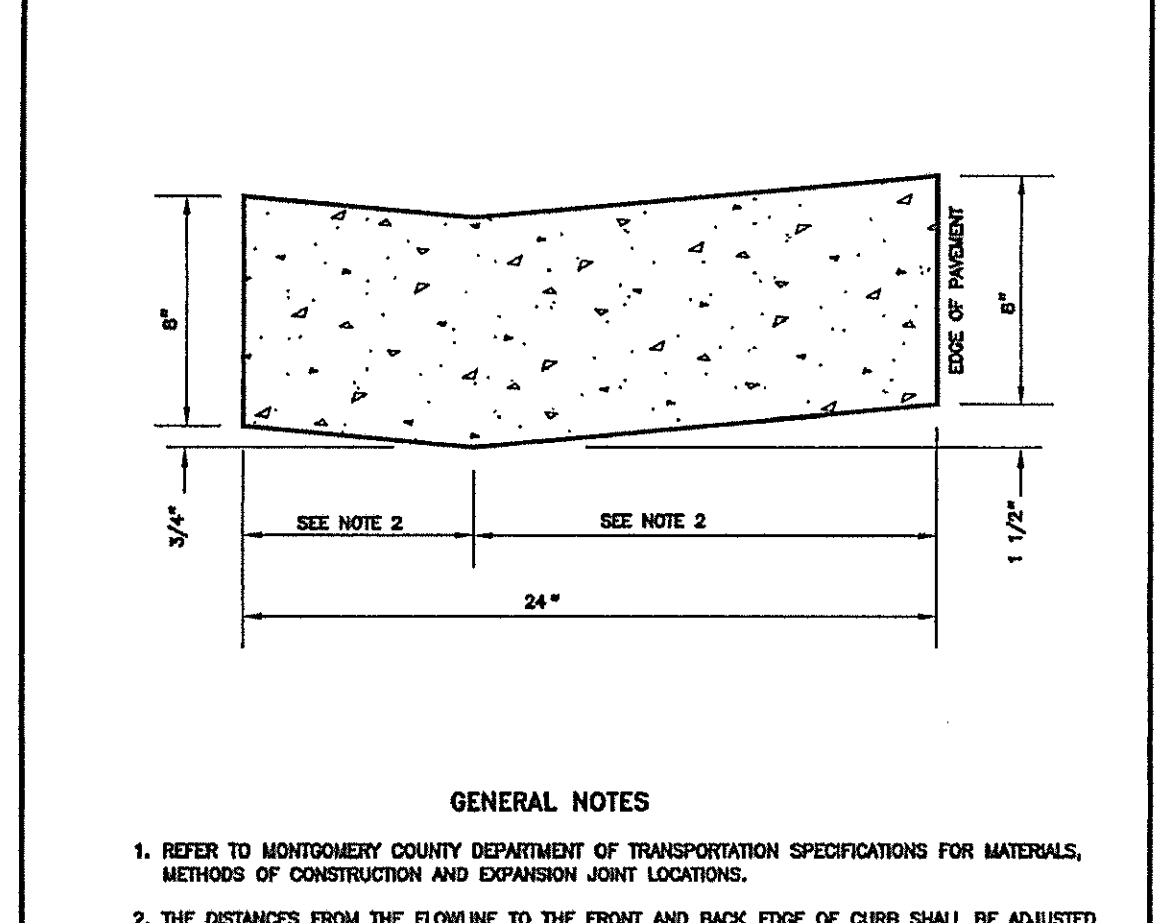 8"
EDGE OF PAVEMENT
8"
3/4"
SEE NOTE 2
SEE NOTE 2
1 1/2"
24"
GENERAL NOTES
1. REFER TO MONTGOMERY COUNTY DEPARTMENT OF TRANSPORTATION SPECIFICATIONS FOR MATERIALS,
METHODS OF CONSTRUCTION AND EXPANSION JOINT LOCATIONS.
2. THE DISTANCES FROM THE FLOWLINE TO THE FRONT AND BACK EDGE OF CURB SHALL BE ADJUSTED